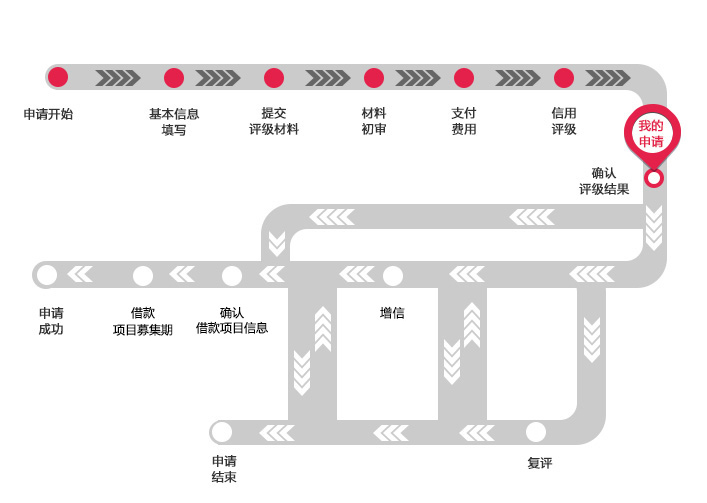 申请开始
基本信息
填写
提交
评级材料
材料
初审
支付
费用
信用
评级
我的
申请
确认
评级结果
申请
成功
借款
项目募集期
确认
借款项目信息
增信
申请
结束
复评